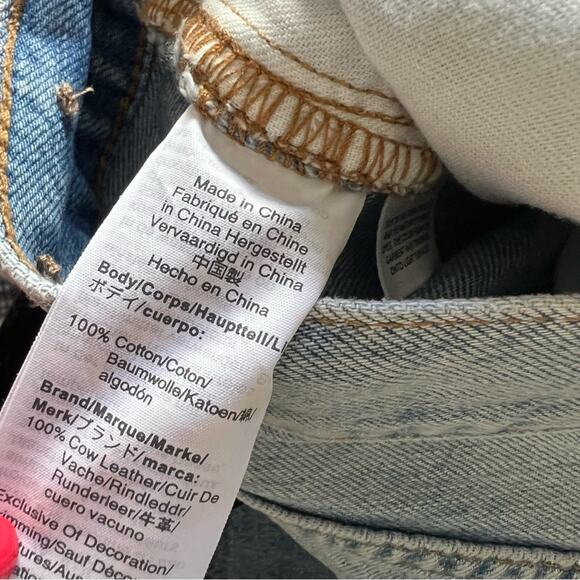 Made in China
Fabriqué en Chine
in China Hergestellt
Vervaardigd in China
中国製
Hecho en China
Body/Corps/Hauptteil/
ボディ/cuerpo:
100% Cotton/Coton/
Baumwolle/Katoen/綿/
algodón
Brand/Marque/Marke/
Merk/ブランド/marca:
100% Cow Leather/Cuir De
Vache/Rindleddr/
Runderleer/牛革/
cuero vacuno
Exclusive Of Decoration/